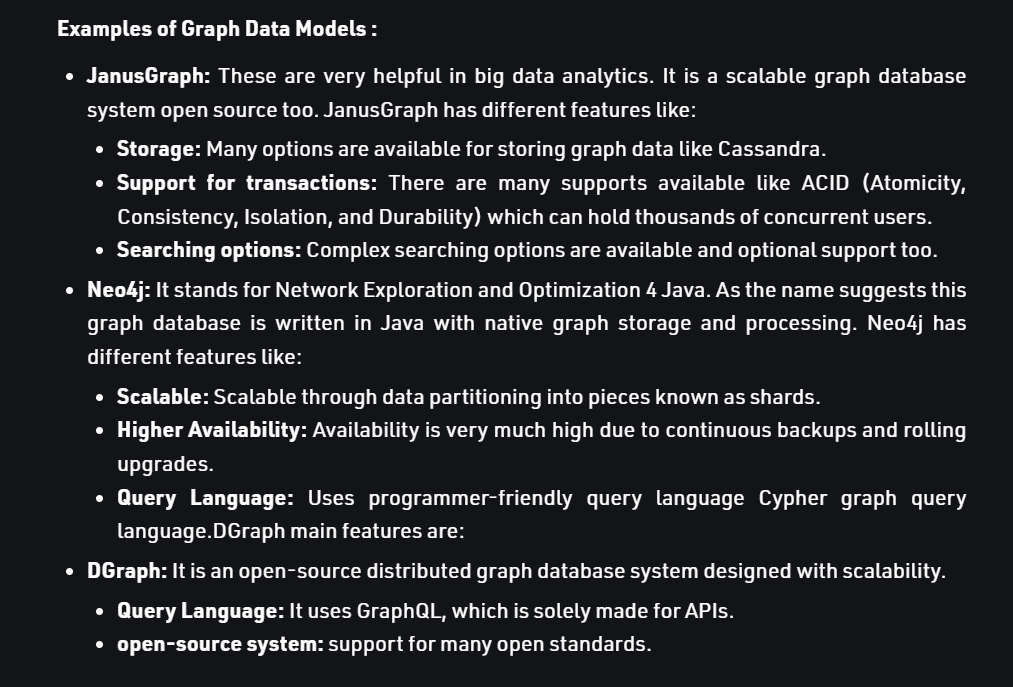 Examples of Graph Data Models :
• JanusGraph: These are very helpful in big data analytics. It is a scalable graph database
system open source too. JanusGraph has different features like:
• Storage: Many options are available for storing graph data like Cassandra.
• Support for transactions: There are many supports available like ACID (Atomicity,
Consistency, Isolation, and Durability) which can hold thousands of concurrent users.
• Searching options: Complex searching options are available and optional support too.
• Neo4j: It stands for Network Exploration and Optimization 4 Java. As the name suggests this
graph database is written in Java with native graph storage and processing. Neo4j has
different features like:
• Scalable: Scalable through data partitioning into pieces known as shards.
• Higher Availability: Availability is very much high due to continuous backups and rolling
upgrades.
• Query Language: Uses programmer-friendly query language Cypher graph query
language.DGraph main features are:
• DGraph: It is an open-source distributed graph database system designed with scalability.
• Query Language: It uses GraphQL, which is solely made for APIs.
• open-source system: support for many open standards.